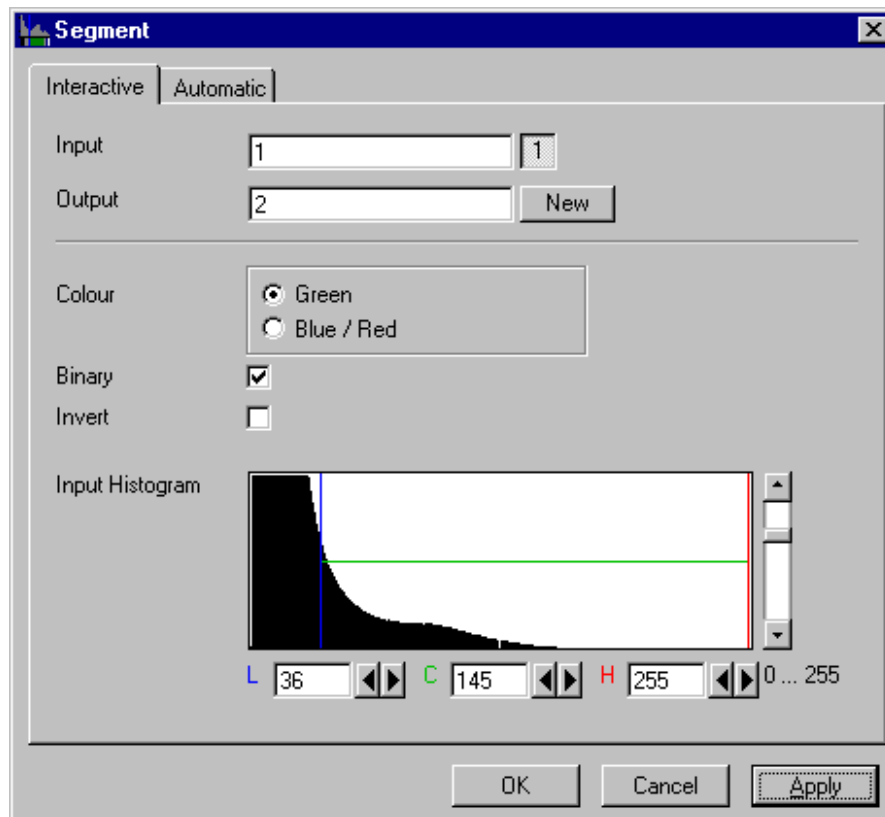 Segment
Interactive Automatic
Input 1 1
Output 2 New
Colour Green
Blue / Red
Binary
Invert
Input Histogram
L 36 C 145 H 255 0 ... 255
OK Cancel Apply